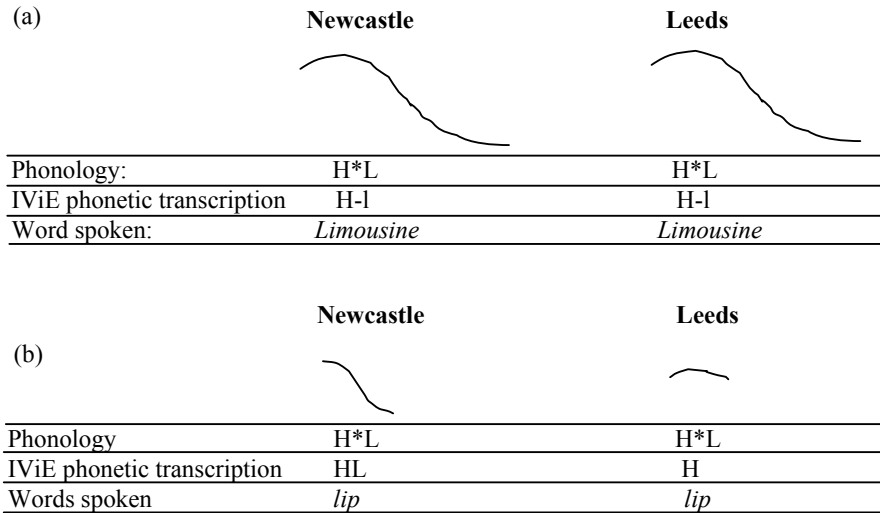 (a)
Newcastle Leeds
Phonology: H*L H*L
IViE phonetic transcription H-l H-l
Word spoken: Limousine Limousine
Newcastle Leeds
(b)
Phonology H*L H*L
IViE phonetic transcription HL H
Words spoken lip lip